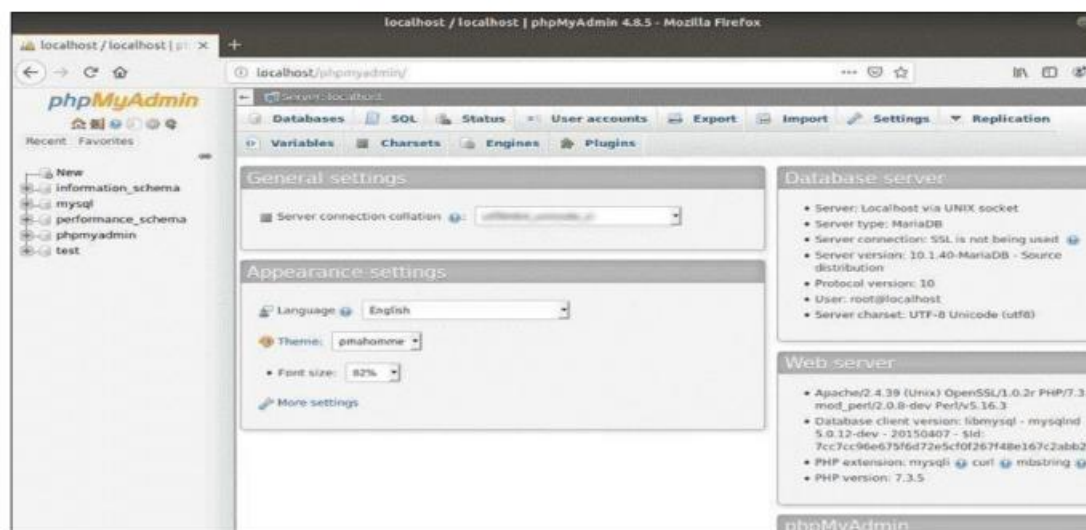 localhost / localhost | phpMyAdmin 4.8.5 - Mozilla Firefox
localhost / localhost | p
localhost/phpmyadmin/
phpMyAdmin
Recent Favorites
New
information_schema
mysql
performance_schema
phpmyadmin
test
Server: localhost
Databases SQL Status User accounts Export Import Settings Replication
Variables Charsets Engines Plugins
General settings
Server connection collation :
Appearance settings
Language English
Theme: pmahomme
• Font size: 82%
More settings
Database server
• Server: Localhost via UNIX socket
• Server type: MariaDB
• Server connection: SSL is not being used
• Server version: 10.1.40-MariaDB - Source
distribution
• Protocol version: 10
• User: root@localhost
• Server charset: UTF-8 Unicode (utf8)
Web server
• Apache/2.4.39 (Unix) OpenSSL/1.0.2r PHP/7.3
mod_perl/2.0.8-dev Perl/v5.16.3
• Database client version: libmysql - mysqlnd
5.0.12-dev - 20150407 - $Id:
• PHP extension: mysqli curl mbstring
• PHP version: 7.3.5
phpMyAdmin